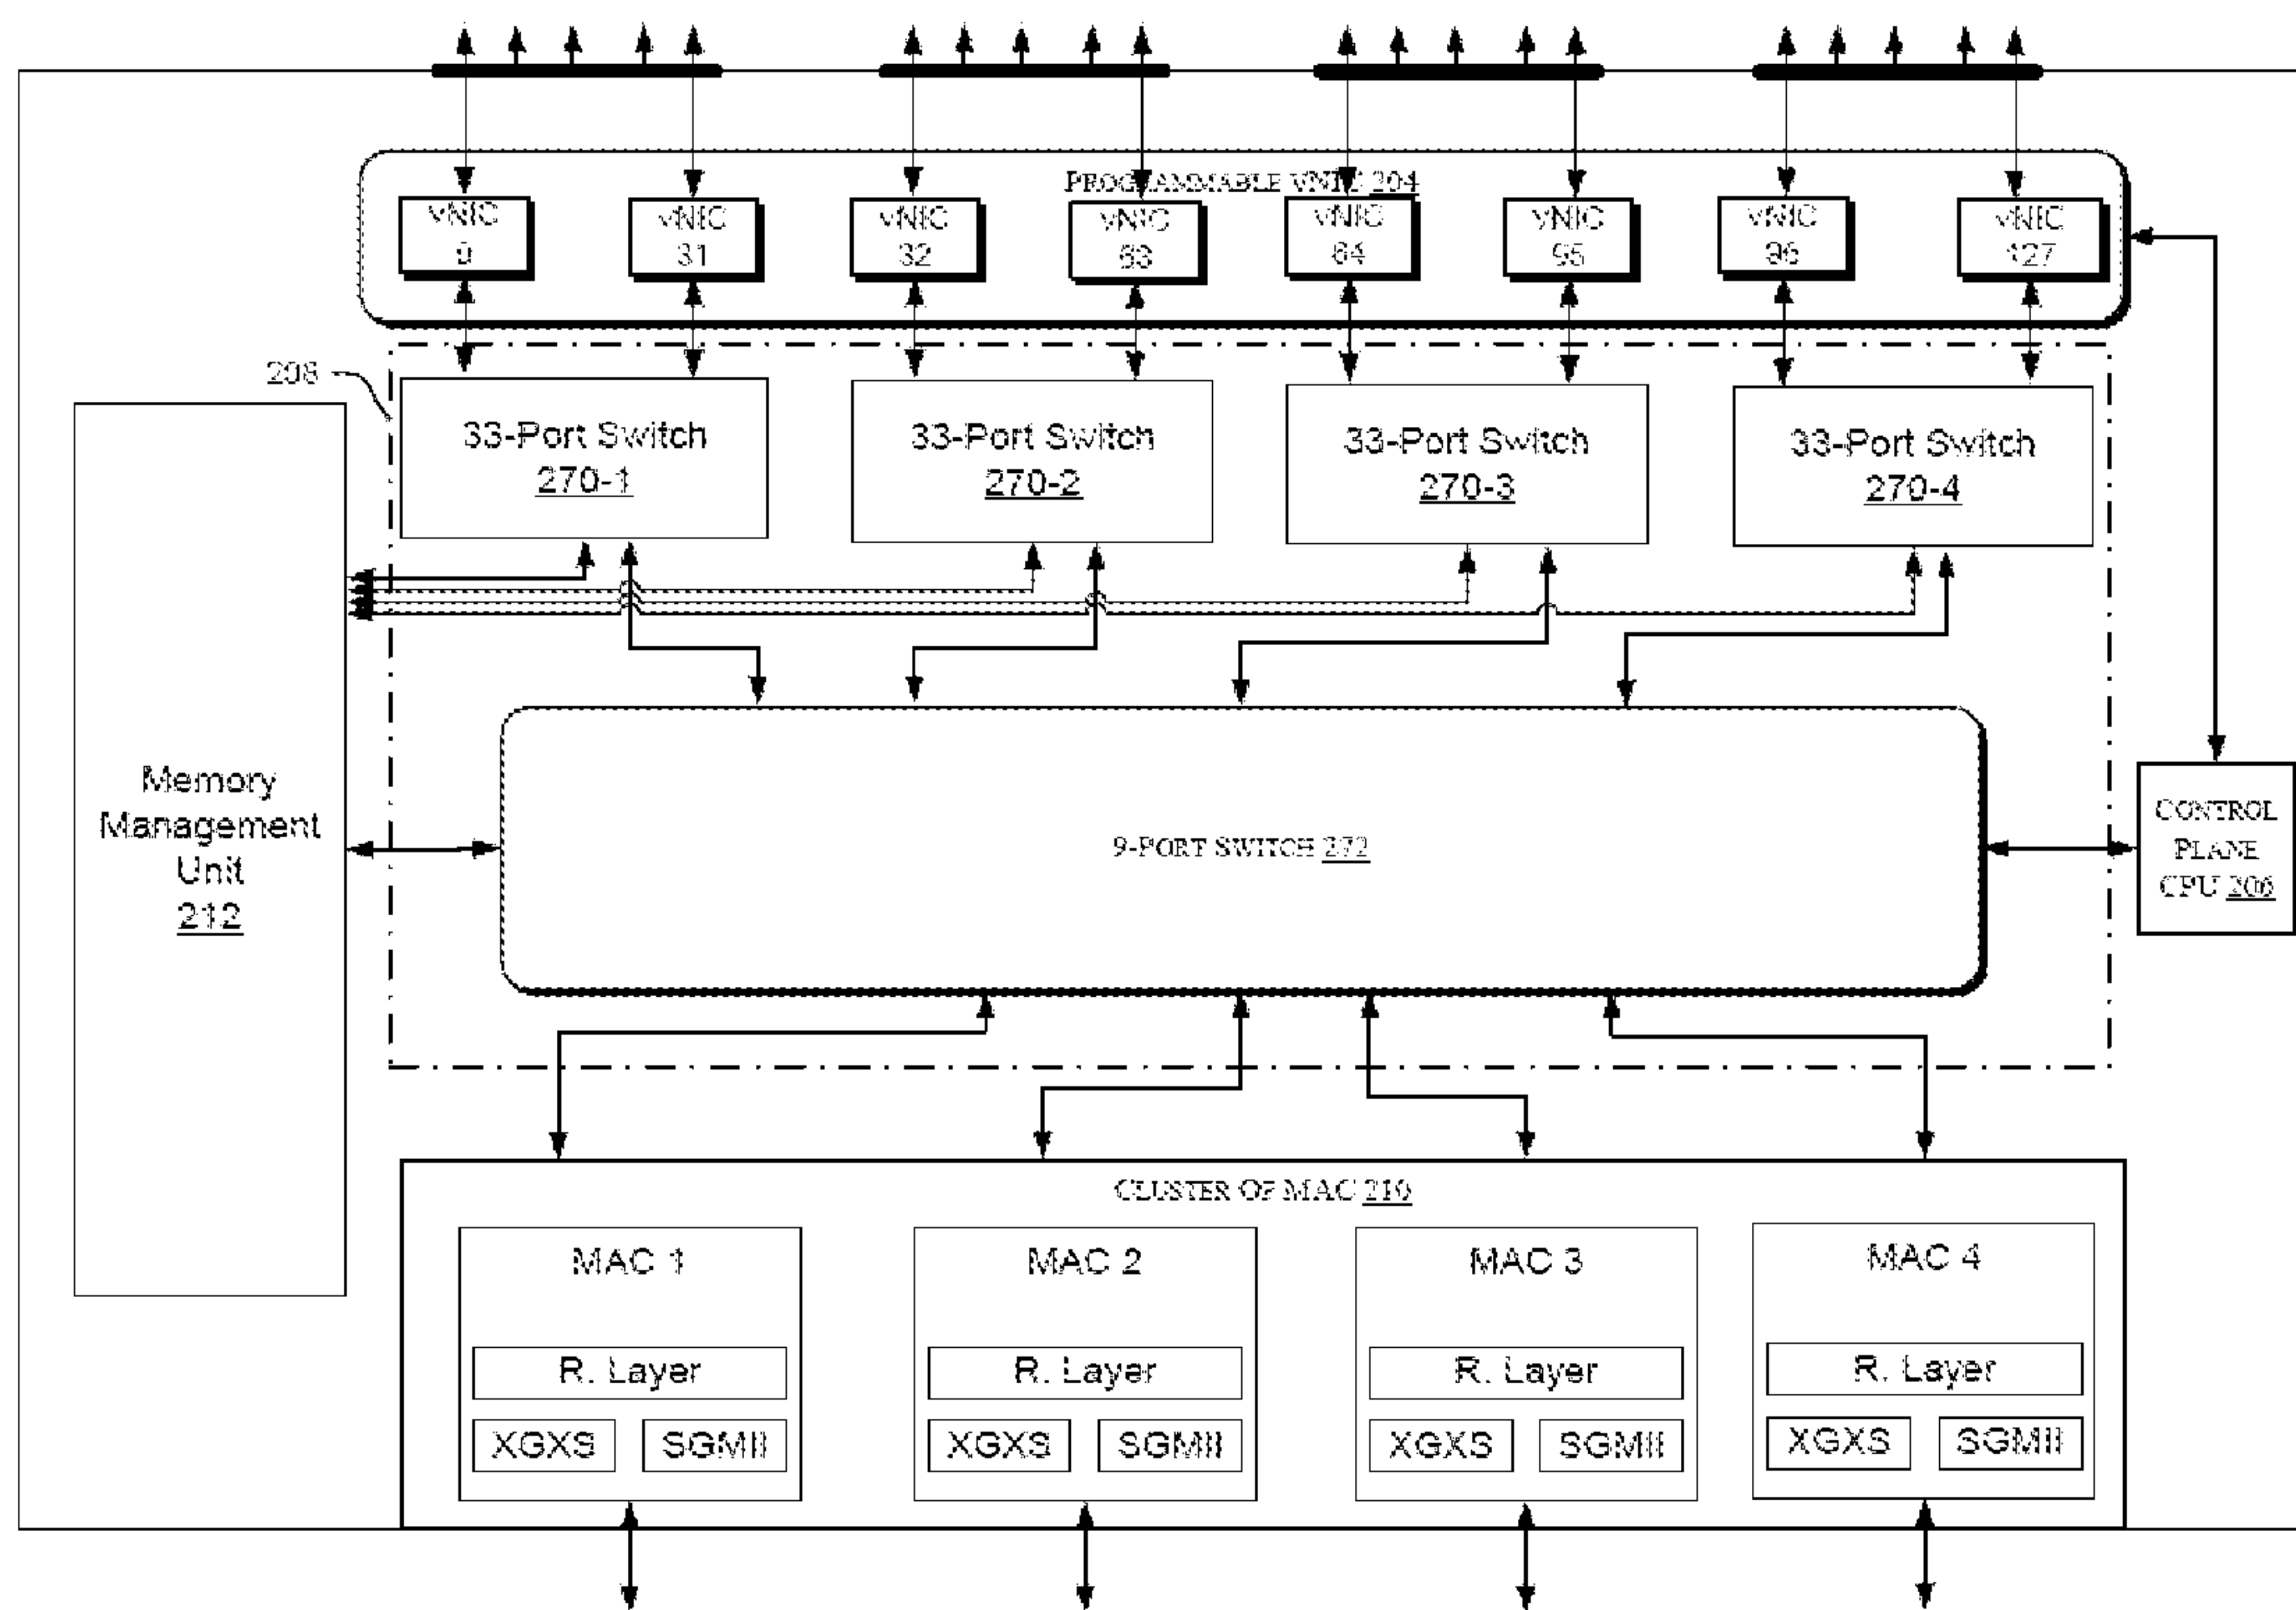 PROGRAMMABLE VNIC 204
vNIC
0
vNIC
31
vNIC
32
vNIC
63
vNIC
64
vNIC
95
vNIC
96
vNIC
127
208
33-Port Switch
270-1
33-Port Switch
270-2
33-Port Switch
270-3
33-Port Switch
270-4
Memory
Management
Unit
212
9-PORT SWITCH 272
CONTROL
PLANE
CPU 206
CLUSTER OF MAC 210
MAC 1
R. Layer
XGXS
SGMII
MAC 2
R. Layer
XGXS
SGMII
MAC 3
R. Layer
XGXS
SGMII
MAC 4
R. Layer
XGXS
SGMII